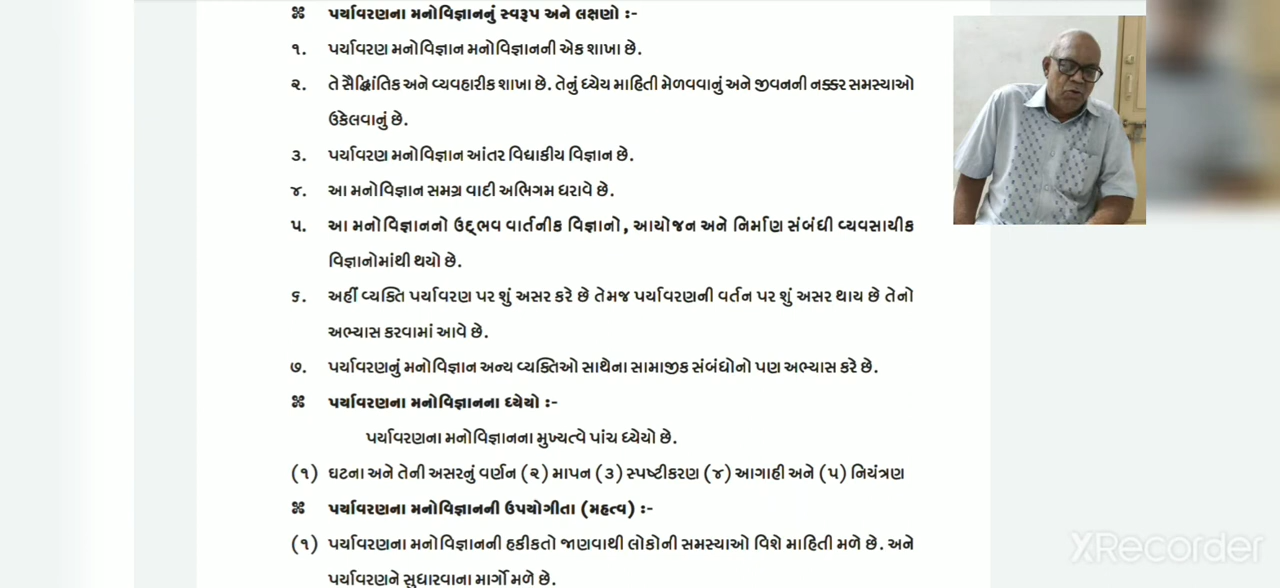 ⌘ પર્યાવરણના મનોવિજ્ઞાનનું સ્વરૂપ અને લક્ષણો :-
૧. પર્યાવરણ મનોવિજ્ઞાન મનોવિજ્ઞાનની એક શાખા છે.
૨. તે સૈદ્ધાંતિક અને વ્યવહારીક શાખા છે. તેનું ધ્યેય માહિતી મેળવવાનું અને જીવનની નક્કર સમસ્યાઓ
ઉકેલવાનું છે.
૩. પર્યાવરણ મનોવિજ્ઞાન આંતર વિદ્યાકીય વિજ્ઞાન છે.
૪. આ મનોવિજ્ઞાન સમગ્ર વાદી અભિગમ ધરાવે છે.
૫. આ મનોવિજ્ઞાનનો ઉદ્ભવ વાર્તનીક વિજ્ઞાનો, આયોજન અને નિર્માણ સંબંધી વ્યવસાયીક
વિજ્ઞાનોમાંથી થયો છે.
૬. અહીં વ્યક્તિ પર્યાવરણ પર શું અસર કરે છે તેમજ પર્યાવરણની વર્તન પર શું અસર થાય છે તેનો
અભ્યાસ કરવામાં આવે છે.
૭. પર્યાવરણનું મનોવિજ્ઞાન અન્ય વ્યક્તિઓ સાથેના સામાજીક સંબંધોનો પણ અભ્યાસ કરે છે.
⌘ પર્યાવરણના મનોવિજ્ઞાનના ધ્યેયો :-
પર્યાવરણના મનોવિજ્ઞાનના મુખ્યત્વે પાંચ ધ્યેયો છે.
(૧) ઘટના અને તેની અસરનું વર્ણન (૨) માપન (૩) સ્પષ્ટીકરણ (૪) આગાહી અને (૫) નિયંત્રણ
⌘ પર્યાવરણના મનોવિજ્ઞાનની ઉપયોગીતા (મહત્વ) :-
(૧) પર્યાવરણના મનોવિજ્ઞાનની હકીકતો જાણવાથી લોકોની સમસ્યાઓ વિશે માહિતી મળે છે. અને
પર્યાવરણને સુધારવાના માર્ગો મળે છે.
XRecorder